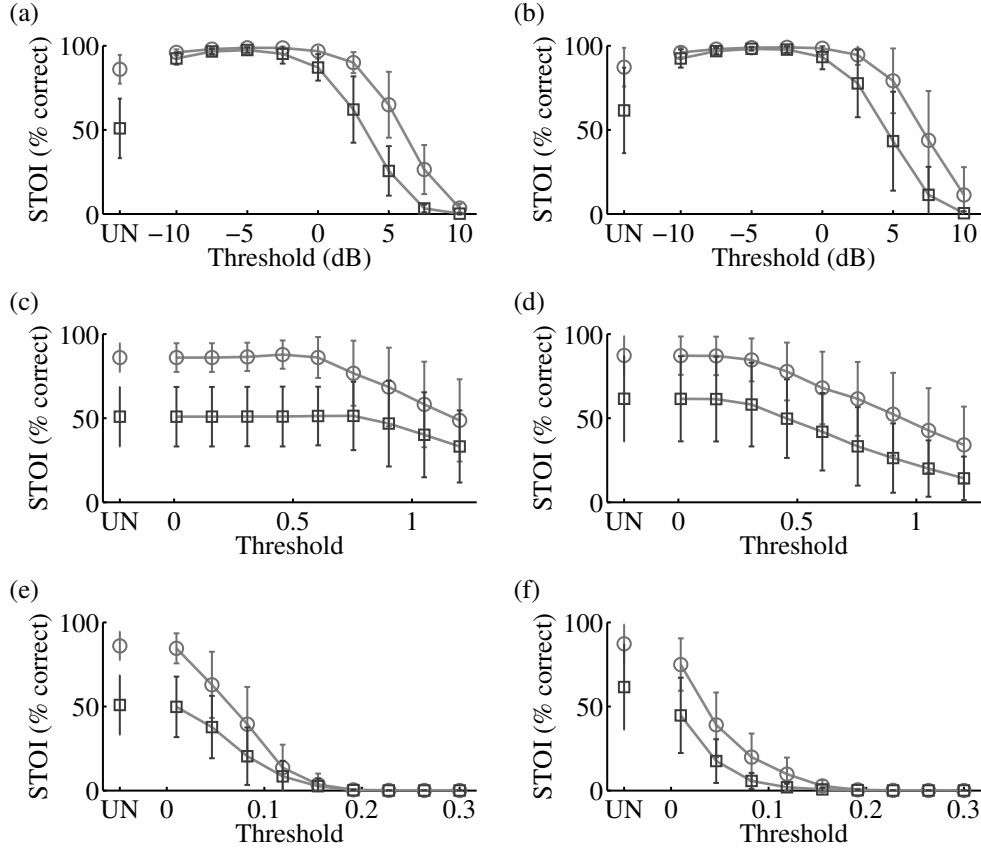 (a)
STOI (% correct)
100
50
0
UN −10 −5 0 5 10
Threshold (dB)
(b)
STOI (% correct)
100
50
0
UN −10 −5 0 5 10
Threshold (dB)
(c)
STOI (% correct)
100
50
0
UN 0 0.5 1
Threshold
(d)
STOI (% correct)
100
50
0
UN 0 0.5 1
Threshold
(e)
STOI (% correct)
100
50
0
UN 0 0.1 0.2 0.3
Threshold
(f)
STOI (% correct)
100
50
0
UN 0 0.1 0.2 0.3
Threshold